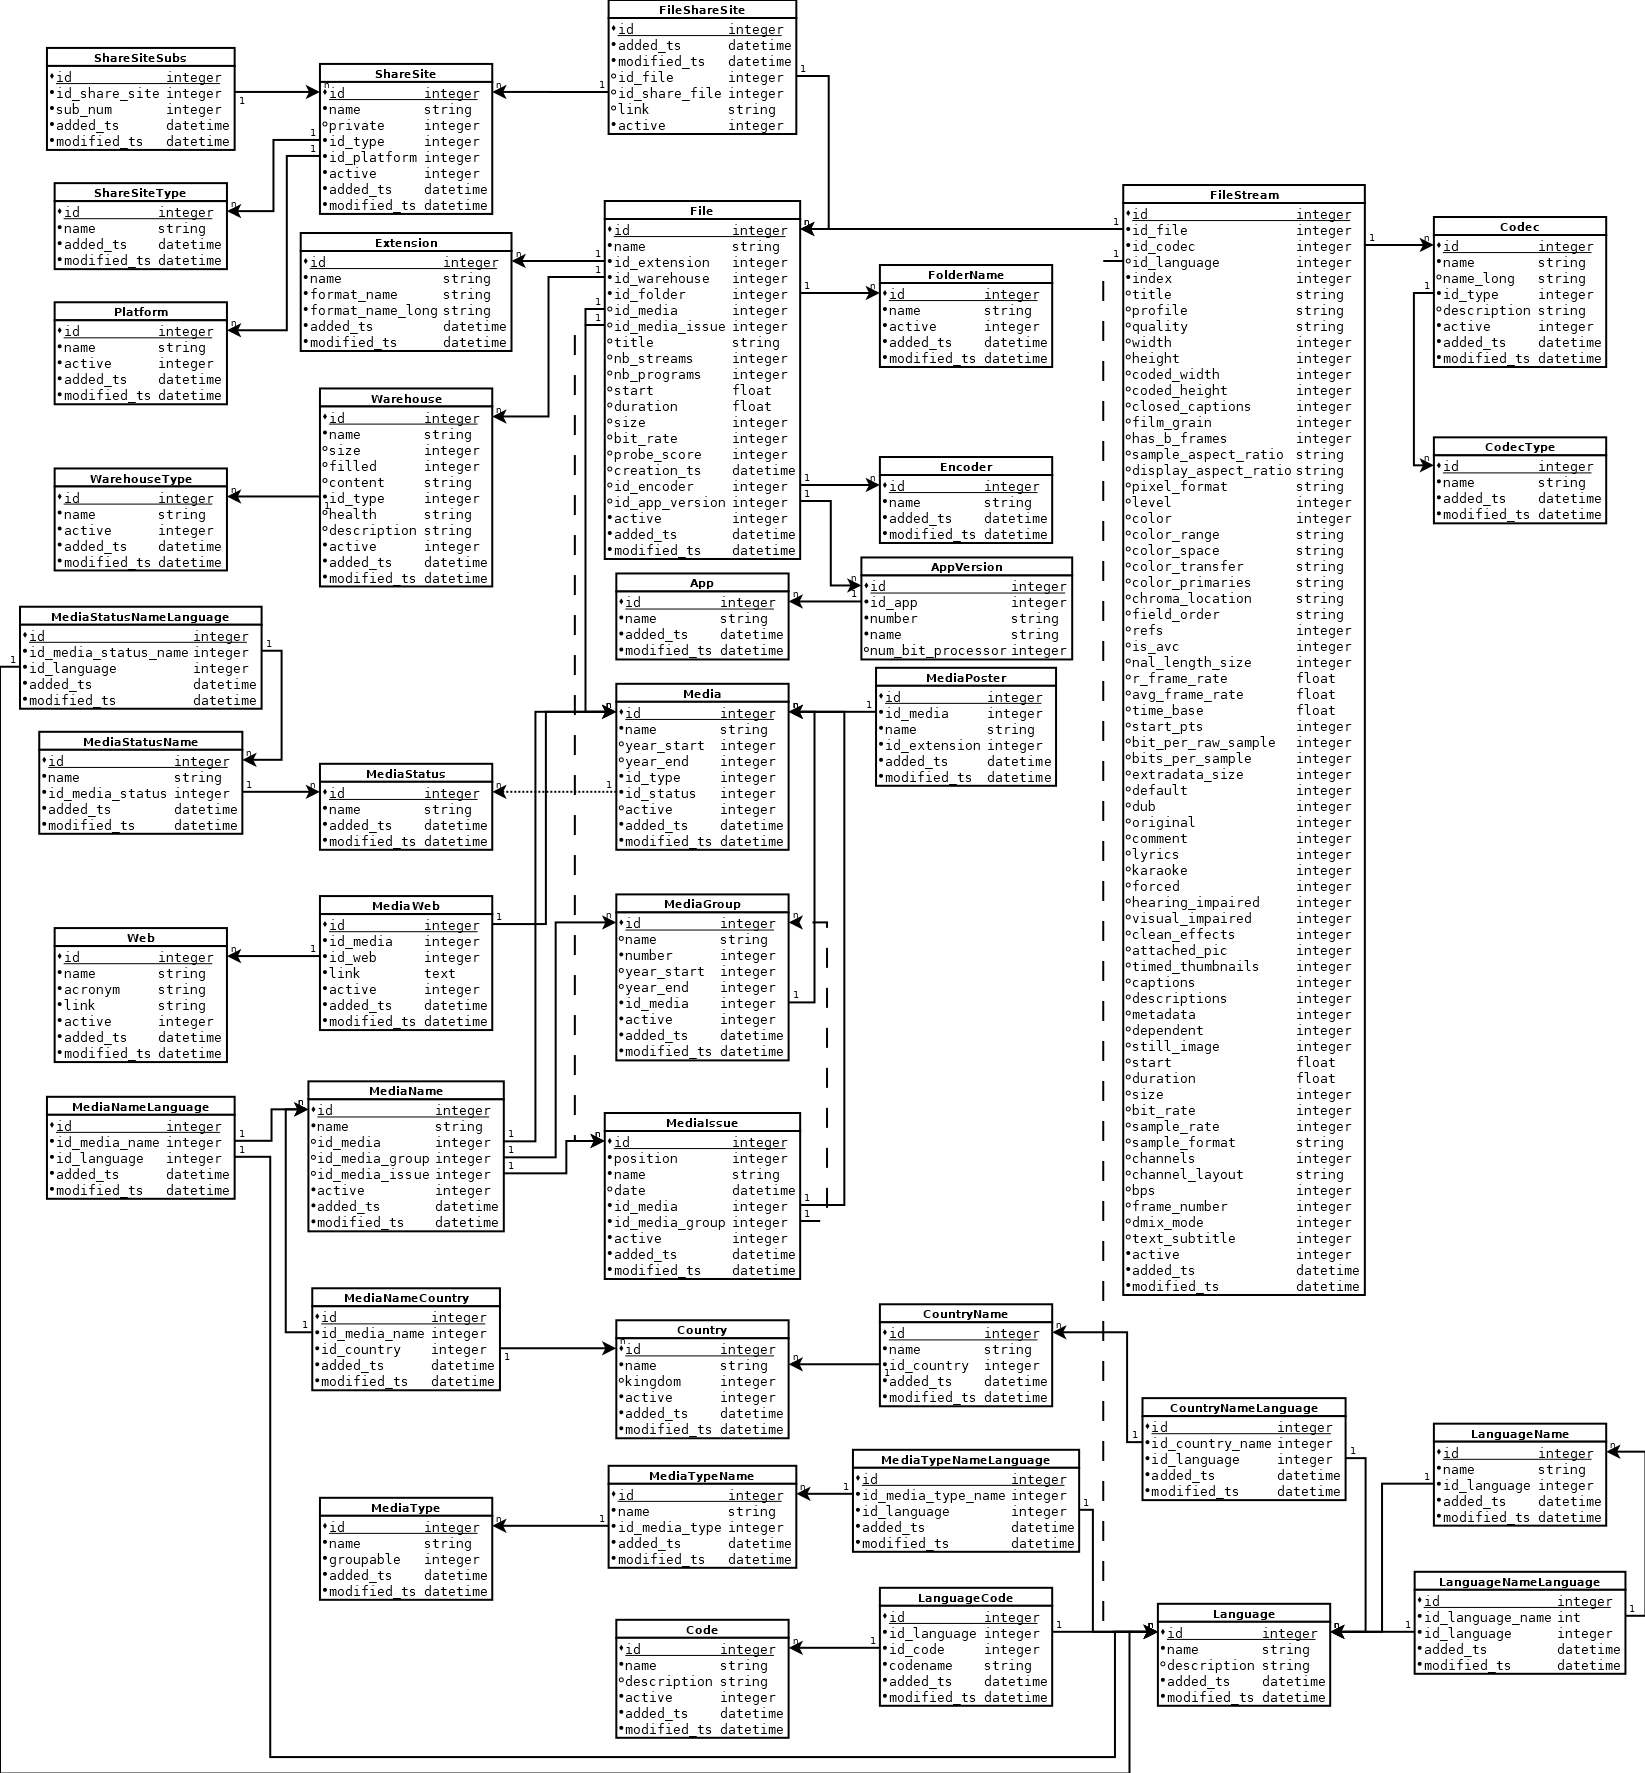 FileShareSite
id integer
added_ts datetime
modified_ts datetime
id_file integer
id_share_file integer
link string
active integer
ShareSiteSubs
id integer
id_share_site integer
sub_num integer
added_ts datetime
modified_ts datetime
ShareSite
id integer
name string
private integer
id_type integer
id_platform integer
active integer
added_ts datetime
modified_ts datetime
ShareSiteType
id integer
name string
added_ts datetime
modified_ts datetime
Extension
id integer
name string
format_name string
format_name_long string
added_ts datetime
modified_ts datetime
Platform
id integer
name string
active integer
added_ts datetime
modified_ts datetime
File
id integer
name string
id_extension integer
id_warehouse integer
id_folder integer
id_media integer
id_media_issue integer
title string
nb_streams integer
nb_programs integer
start float
duration float
size integer
bit_rate integer
probe_score integer
creation_ts datetime
id_encoder integer
id_app_version integer
active integer
added_ts datetime
modified_ts datetime
FolderName
id integer
name string
active integer
added_ts datetime
modified_ts datetime
FileStream
id integer
id_file integer
id_codec integer
id_language integer
index integer
title string
profile string
quality string
width integer
height integer
coded_width integer
coded_height integer
closed_captions integer
film_grain integer
has_b_frames integer
sample_aspect_ratio string
display_aspect_ratio string
pixel_format string
level integer
color integer
color_range string
color_space string
color_transfer string
color_primaries string
chroma_location string
field_order string
refs integer
is_avc integer
nal_length_size integer
r_frame_rate float
avg_frame_rate float
time_base float
start_pts integer
bit_per_raw_sample integer
bits_per_sample integer
extradata_size integer
default integer
dub integer
original integer
comment integer
lyrics integer
karaoke integer
forced integer
hearing_impaired integer
visual_impaired integer
clean_effects integer
attached_pic integer
timed_thumbnails integer
captions integer
descriptions integer
metadata integer
dependent integer
still_image integer
start float
duration float
size integer
bit_rate integer
sample_rate integer
sample_format string
channels integer
channel_layout string
bps integer
frame_number integer
dmix_mode integer
text_subtitle integer
active integer
added_ts datetime
modified_ts datetime
Codec
id integer
name string
name_long string
id_type integer
description string
active integer
added_ts datetime
modified_ts datetime
CodecType
id integer
name string
added_ts datetime
modified_ts datetime
Warehouse
id integer
name string
size integer
filled integer
content string
id_type integer
health string
description string
active integer
added_ts datetime
modified_ts datetime
WarehouseType
id integer
name string
active integer
added_ts datetime
modified_ts datetime
Encoder
id integer
name string
added_ts datetime
modified_ts datetime
App
id integer
name string
added_ts datetime
modified_ts datetime
AppVersion
id integer
id_app integer
number string
name string
num_bit_processor integer
MediaStatusNameLanguage
id integer
id_media_status_name integer
id_language integer
added_ts datetime
modified_ts datetime
MediaStatusName
id integer
name string
id_media_status integer
added_ts datetime
modified_ts datetime
MediaStatus
id integer
name string
added_ts datetime
modified_ts datetime
Media
id integer
name string
year_start integer
year_end integer
id_type integer
id_status integer
active integer
added_ts datetime
modified_ts datetime
MediaPoster
id integer
id_media integer
name string
id_extension integer
added_ts datetime
modified_ts datetime
Web
id integer
name string
acronym string
link string
active integer
added_ts datetime
modified_ts datetime
MediaWeb
id integer
id_media integer
id_web integer
link text
active integer
added_ts datetime
modified_ts datetime
MediaGroup
id integer
name string
number integer
year_start integer
year_end integer
id_media integer
active integer
added_ts datetime
modified_ts datetime
MediaNameLanguage
id integer
id_media_name integer
id_language integer
added_ts datetime
modified_ts datetime
MediaName
id integer
name string
id_media integer
id_media_group integer
id_media_issue integer
active integer
added_ts datetime
modified_ts datetime
MediaIssue
id integer
position integer
name string
date datetime
id_media integer
id_media_group integer
active integer
added_ts datetime
modified_ts datetime
MediaNameCountry
id integer
id_media_name integer
id_country integer
added_ts datetime
modified_ts datetime
Country
id integer
name string
kingdom integer
active integer
added_ts datetime
modified_ts datetime
CountryName
id integer
name string
id_country integer
added_ts datetime
modified_ts datetime
CountryNameLanguage
id integer
id_country_name integer
id_language integer
added_ts datetime
modified_ts datetime
LanguageName
id integer
name string
id_language integer
added_ts datetime
modified_ts datetime
MediaType
id integer
name string
groupable integer
added_ts datetime
modified_ts datetime
MediaTypeName
id integer
name string
id_media_type integer
added_ts datetime
modified_ts datetime
MediaTypeNameLanguage
id integer
id_media_type_name integer
id_language integer
added_ts datetime
modified_ts datetime
Code
id integer
name string
description string
active integer
added_ts datetime
modified_ts datetime
LanguageCode
id integer
id_language integer
id_code integer
codename string
added_ts datetime
modified_ts datetime
Language
id integer
name string
description string
added_ts datetime
modified_ts datetime
LanguageNameLanguage
id integer
id_language_name int
id_language integer
added_ts datetime
modified_ts datetime